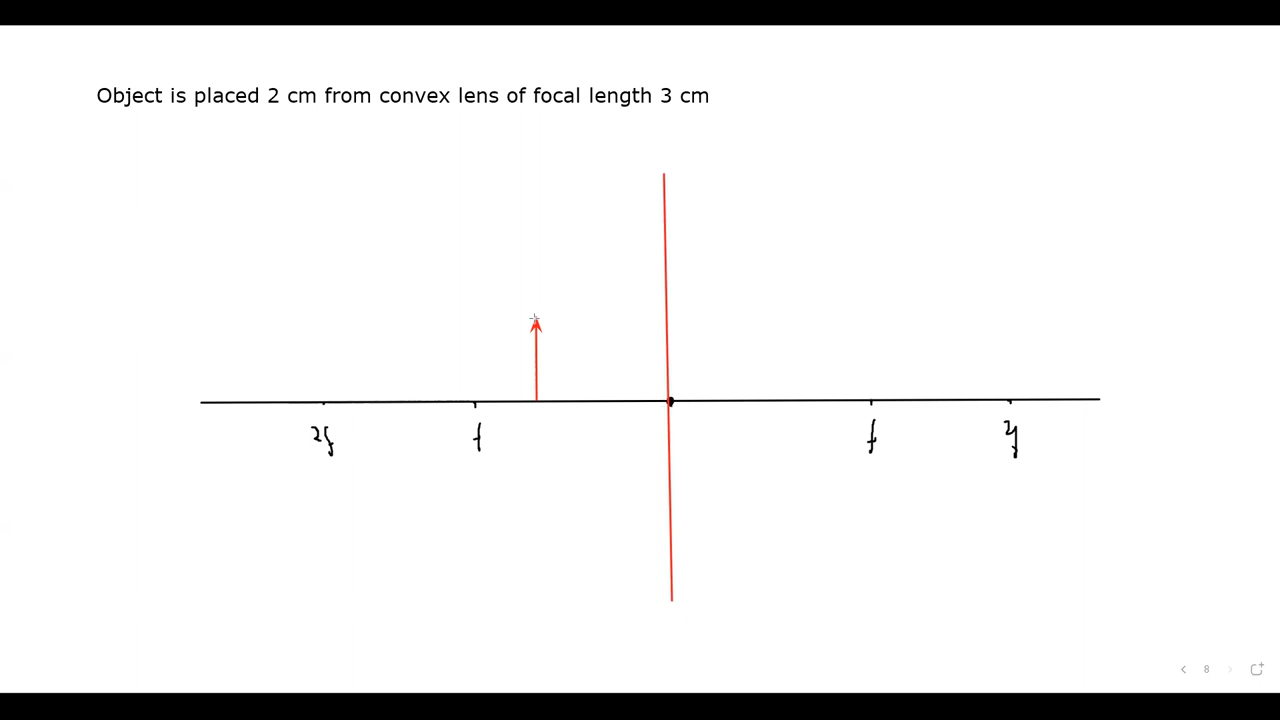 Object is placed 2 cm from convex lens of focal length 3 cm
2f f f 2f
8